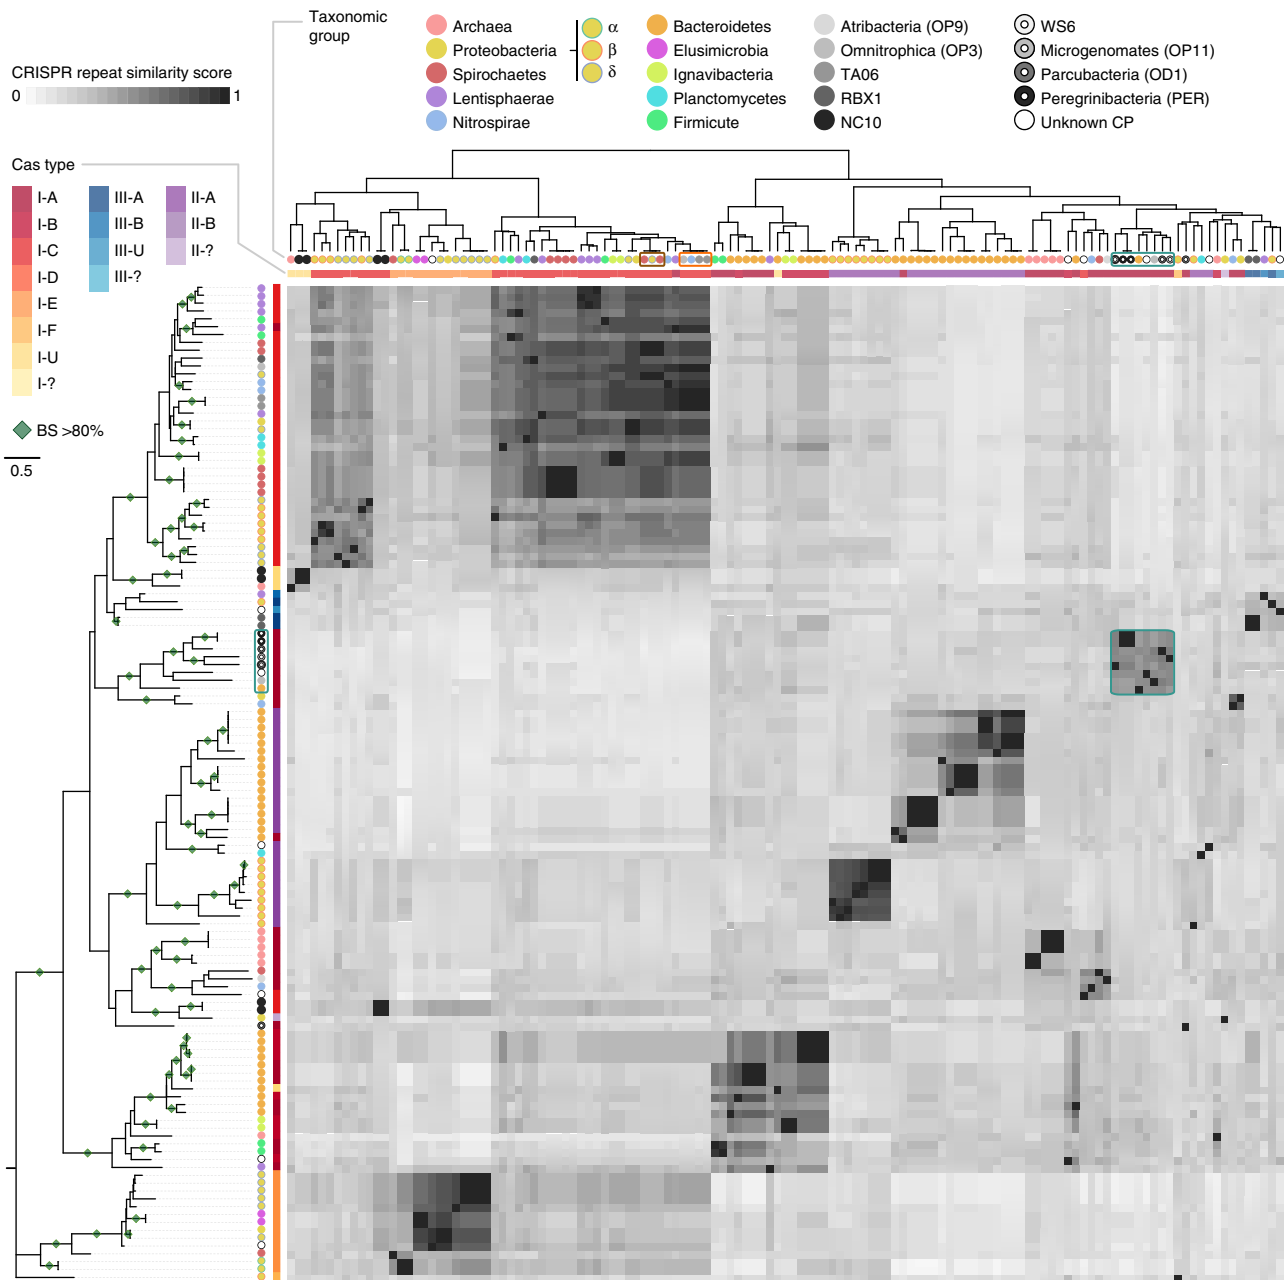 Taxonomic
group
Archaea
Proteobacteria
Spirochaetes
Lentisphaerae
Nitrospirae
α
β
δ
Bacteroidetes
Elusimicrobia
Ignavibacteria
Planctomycetes
Firmicute
Atribacteria (OP9)
Omnitrophica (OP3)
TA06
RBX1
NC10
WS6
Microgenomates (OP11)
Parcubacteria (OD1)
Peregrinibacteria (PER)
Unknown CP
CRISPR repeat similarity score
0 1
Cas type
I-A
I-B
I-C
I-D
I-E
I-F
I-U
I-?
III-A
III-B
III-U
III-?
II-A
II-B
II-?
BS >80%
0.5